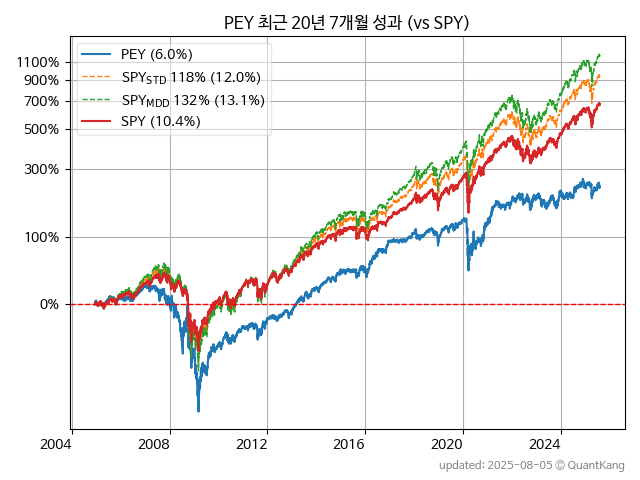 PEY 최근 20년 7개월 성과 (vs SPY)
PEY (6.0%)
SPY_STD 118% (12.0%)
SPY_MDD 132% (13.1%)
SPY (10.4%)
1100%
900%
700%
500%
300%
100%
0%
2004 2008 2012 2016 2020 2024
updated: 2025-08-05 © QuantKang